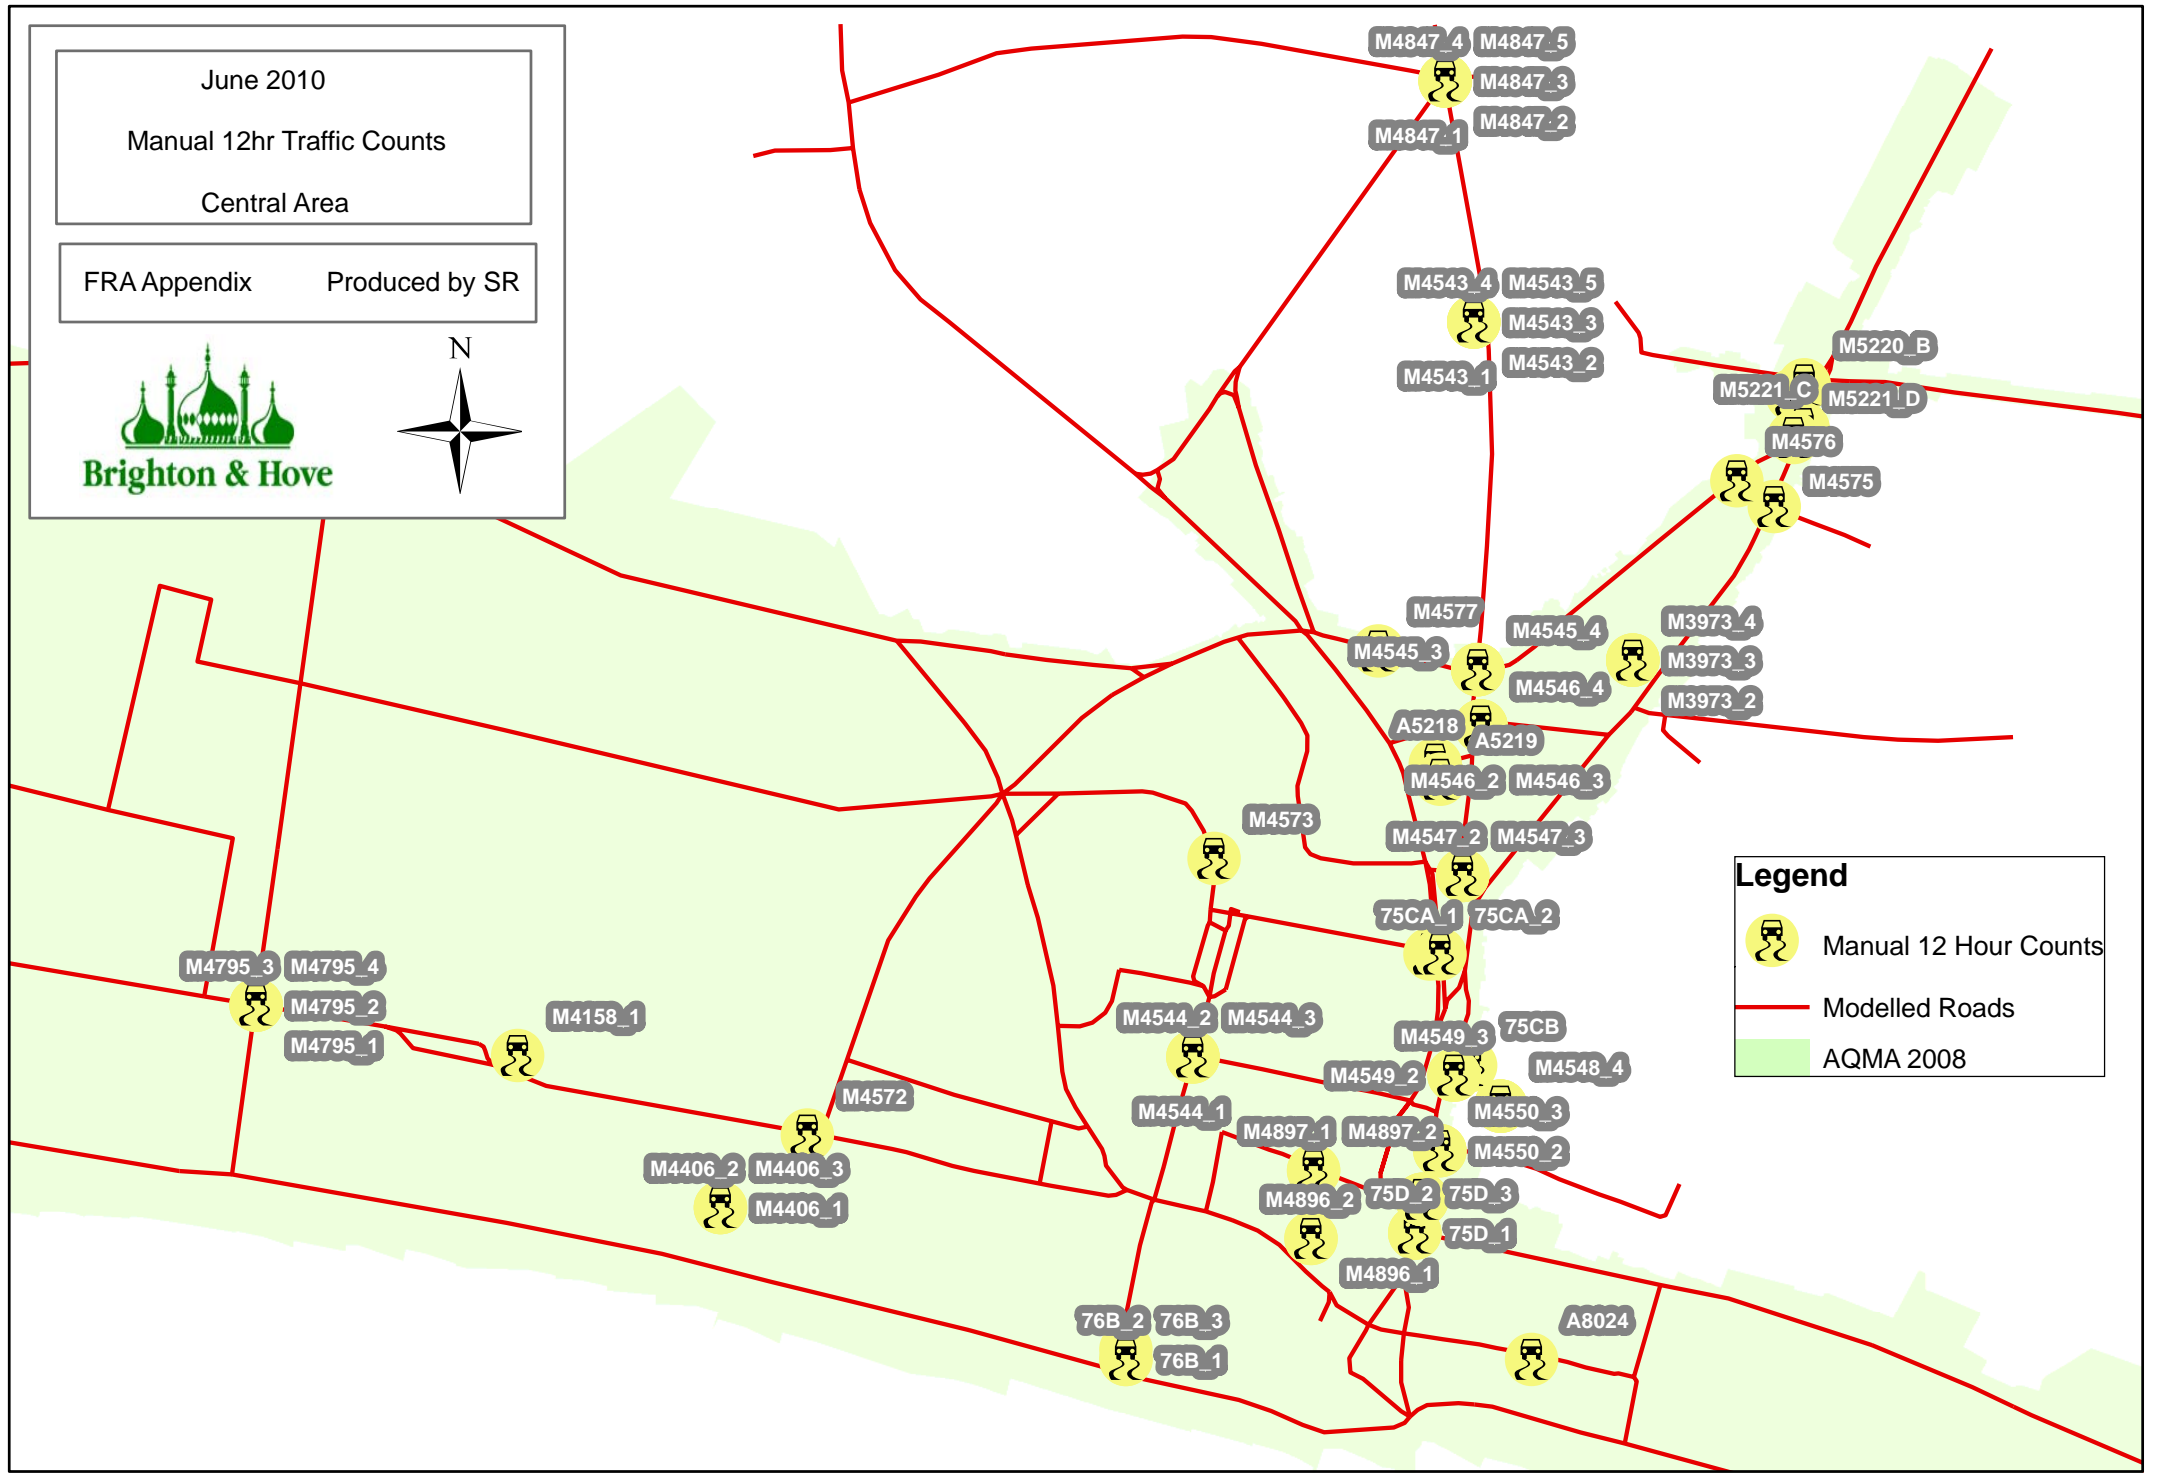 June 2010
Manual 12hr Traffic Counts
Central Area
FRA Appendix Produced by SR
N
Brighton & Hove
M4847_4 M4847_5
M4847_3
M4847_2
M4847_1
M4543_4 M4543_5
M4543_3
M4543_2
M4543_1
M5220_B
M5221_C M5221_D
M4576
M4575
M4577
M4545_4
M4545_3
M3973_4
M3973_3
M3973_2
M4546_4
A5218
A5219
M4546_2 M4546_3
M4573
M4547_2 M4547_3
75CA_1 75CA_2
Legend
Manual 12 Hour Counts
Modelled Roads
AQMA 2008
M4795_3 M4795_4
M4795_2
M4795_1
M4158_1
M4544_2 M4544_3
M4549_3 75CB
M4549_2
M4548_4
M4572
M4544_1
M4550_3
M4897_1 M4897_2
M4550_2
M4406_2 M4406_3
M4406_1
M4896_2 75D_2 75D_3
75D_1
M4896_1
76B_2 76B_3
76B_1
A8024